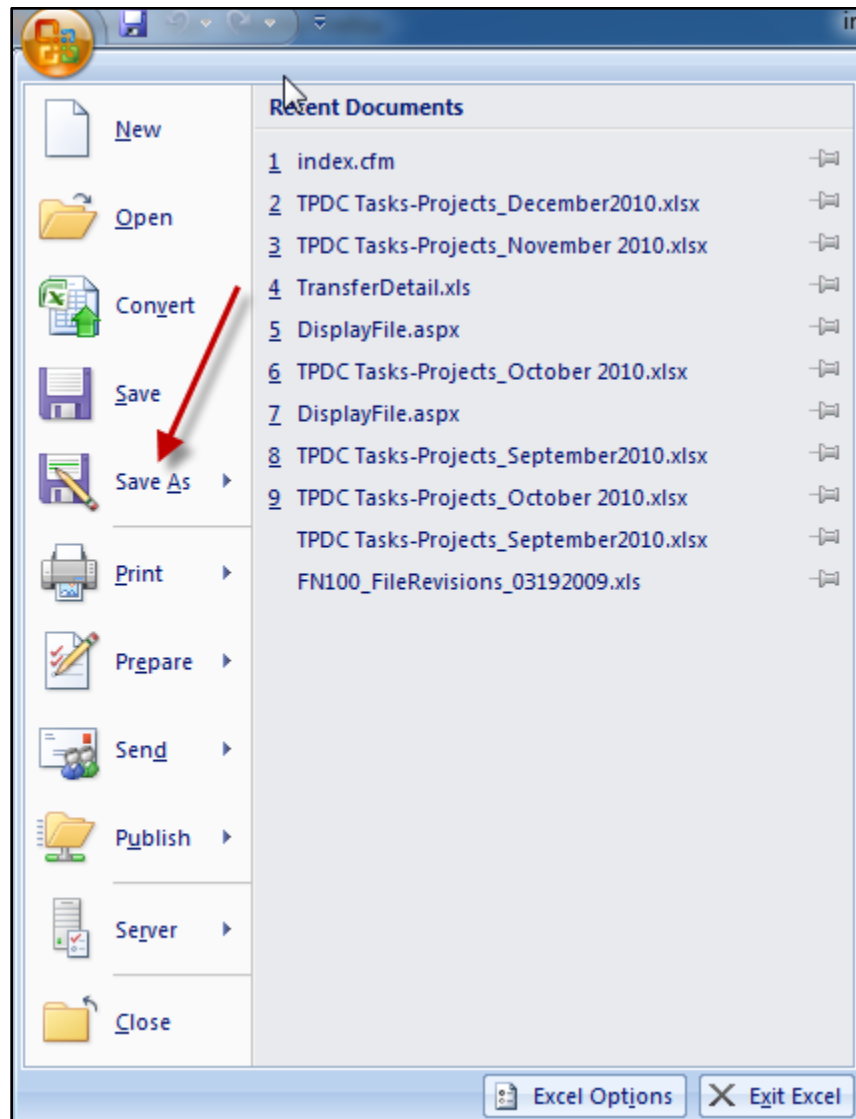 in
New
Open
Convert
Save
Save As
Print
Prepare
Send
Publish
Server
Close
Recent Documents
1 index.cfm
2 TPDC Tasks-Projects_December2010.xlsx
3 TPDC Tasks-Projects_November 2010.xlsx
4 TransferDetail.xls
5 DisplayFile.aspx
6 TPDC Tasks-Projects_October 2010.xlsx
7 DisplayFile.aspx
8 TPDC Tasks-Projects_September2010.xlsx
9 TPDC Tasks-Projects_October 2010.xlsx
TPDC Tasks-Projects_September2010.xlsx
FN100_FileRevisions_03192009.xls
Excel Options
Exit Excel